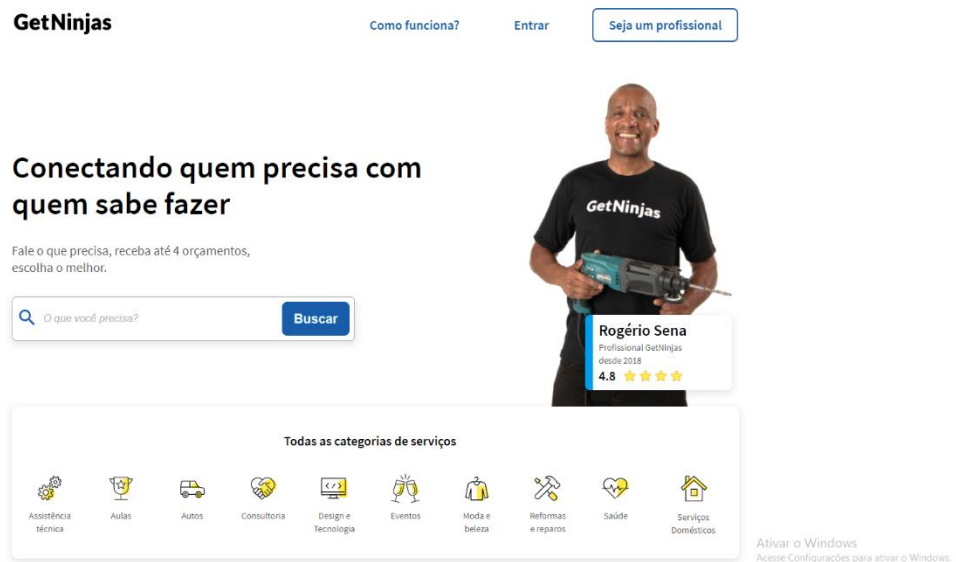 GetNinjas
Como funciona?
Entrar
Seja um profissional
Conectando quem precisa com
quem sabe fazer
Fale o que precisa, receba até 4 orçamentos,
escolha o melhor.
O que você precisa?
Buscar
GetNinjas
Rogério Sena
Profissional GetNinjas
desde 2018
4.8
Todas as categorias de serviços
Assistência
técnica
Aulas
Autos
Consultoria
Design e
Tecnologia
Eventos
Moda e
beleza
Reformas
e reparos
Saúde
Serviços
Domésticos
Ativar o Windows
Acesse Configurações para ativar o Windows.